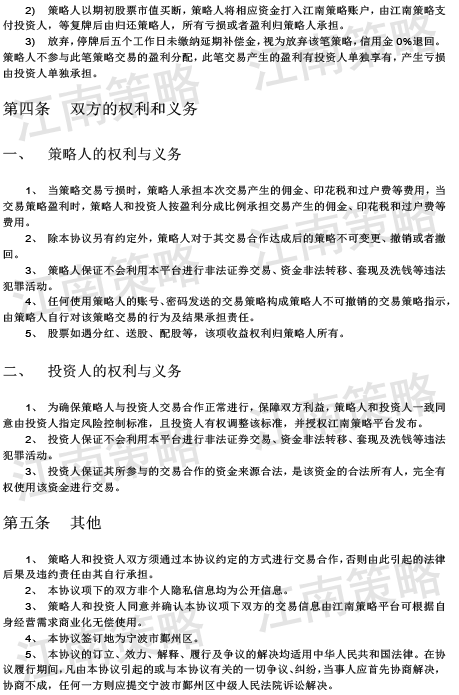 2) 策略人以期初股票市值买断，策略人将相应资金打入江南策略账户，由江南策略支
付投资人，等复牌后由归还策略人，所有亏损或者盈利归策略人承担。
3) 放弃，停牌后五个工作日未缴纳延期补偿金，视为放弃该笔策略，信用金0%退回。
策略人不参与此笔策略交易的盈利分配，此笔交易产生的盈利有投资人单独享有，产生亏损
由投资人单独承担。
第四条 双方的权利和义务
一、 策略人的权利与义务
1、 当策略交易亏损时，策略人承担本次交易产生的佣金、印花税和过户费等费用，当
交易策略盈利时，策略人和投资人按盈利分成比例承担交易产生的佣金、印花税和过户费等
费用。
2、 除本协议另有约定外，策略人对于其交易合作达成后的策略不可变更、撤销或者撤
回。
3、 策略人保证不会利用本平台进行非法证券交易、资金非法转移、套现及洗钱等违法
犯罪活动。
4、 任何使用策略人的账号、密码发送的交易策略构成策略人不可撤销的交易策略指示，
由策略人自行对该策略交易的行为及结果承担责任。
5、 股票如遇分红、送股、配股等，该项收益权利归策略人所有。
二、 投资人的权利与义务
1、 为确保策略人与投资人交易合作正常进行，保障双方利益，策略人和投资人一致同
意由投资人指定风险控制标准，且投资人有权调整该标准，并授权江南策略平台发布。
2、 投资人保证不会利用本平台进行非法证券交易、资金非法转移、套现及洗钱等违法
犯罪活动。
3、 投资人保证其所参与的交易合作的资金来源合法，是该资金的合法所有人，完全有
权使用该资金进行交易。
第五条 其他
1、 策略人和投资人双方须通过本协议约定的方式进行交易合作，否则由此引起的法律
后果及违约责任由其自行承担。
2、 本协议项下的双方非个人隐私信息均为公开信息。
3、 策略人和投资人同意并确认本协议项下双方的交易信息由江南策略平台可根据自
身经营需求商业化无偿使用。
4、 本协议签订地为宁波市鄞州区。
5、 本协议的订立、效力、解释、履行及争议的解决均适用中华人民共和国法律。在协
议履行期间，凡由本协议引起的或与本协议有关的一切争议、纠纷，当事人应首先协商解决，
协商不成，任何一方则应提交宁波市鄞州区中级人民法院诉讼解决。
江南策略
江南策略
江南策略
江南策略
江南策略
江南策略
江南策略
江南策略